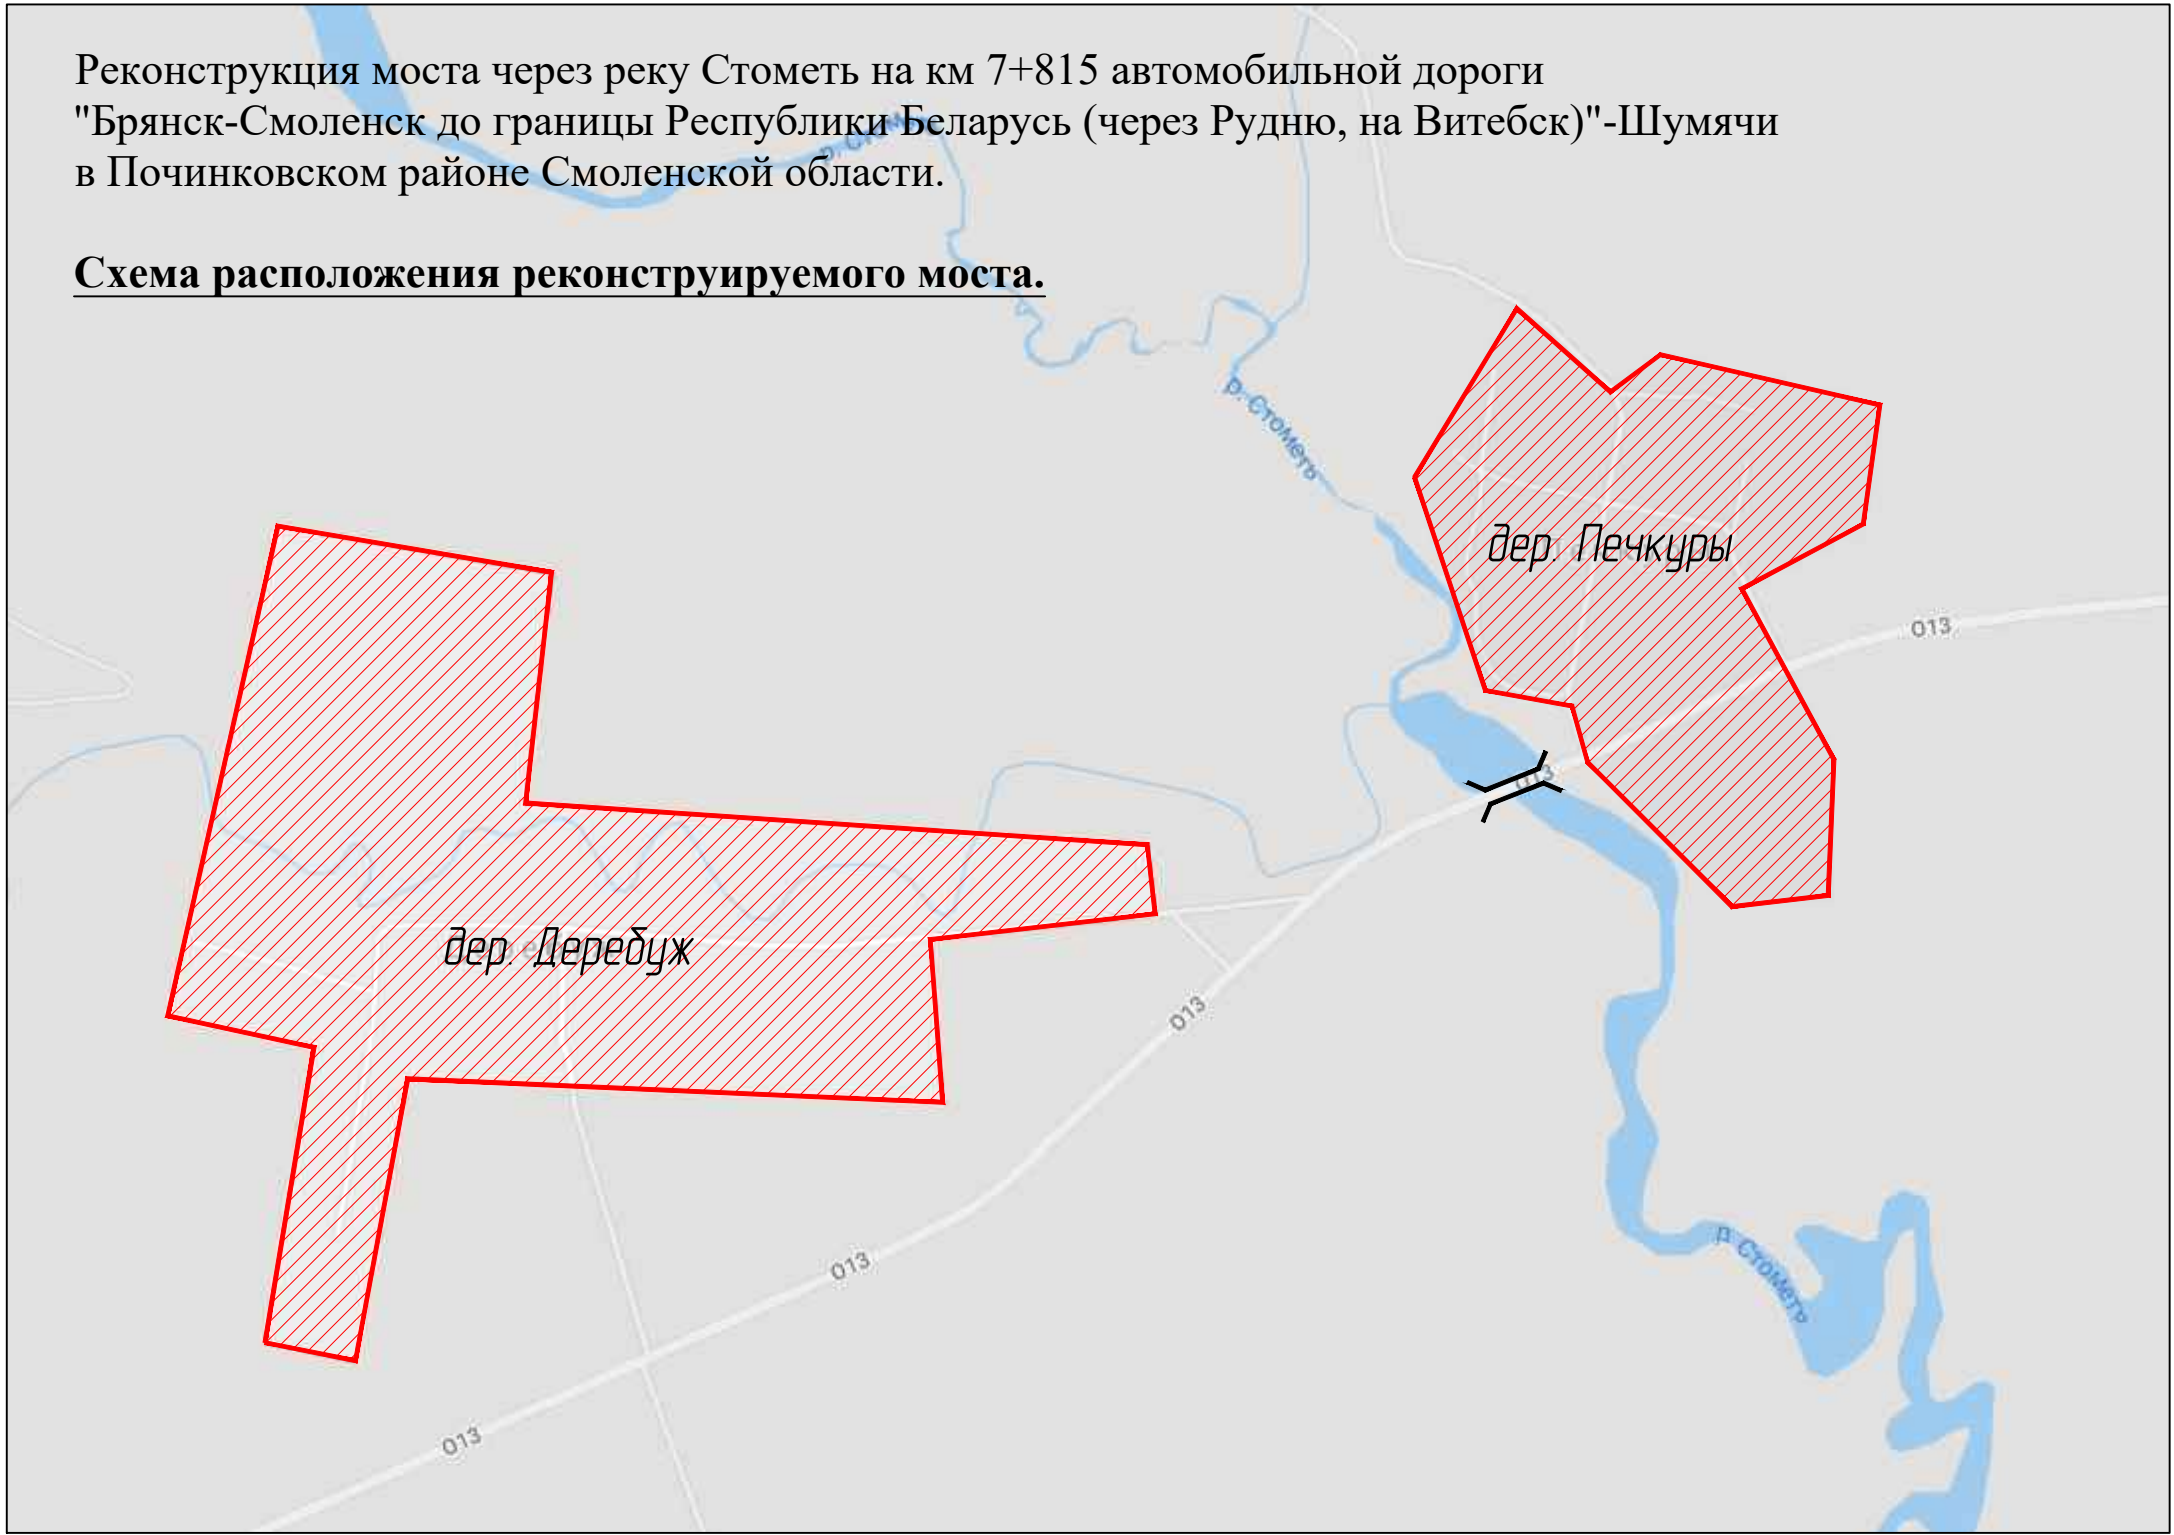 Реконструкция моста через реку Стометь на км 7+815 автомобильной дороги
"Брянск-Смоленск до границы Республики Беларусь (через Рудню, на Витебск)"-Шумячи
в Починковском районе Смоленской области.
р. Стометь
Схема расположения реконструируемого моста.
р. Стометь
дер. Печкуры
013
013
дер. Деребуж
013
р. Стометь
013
013